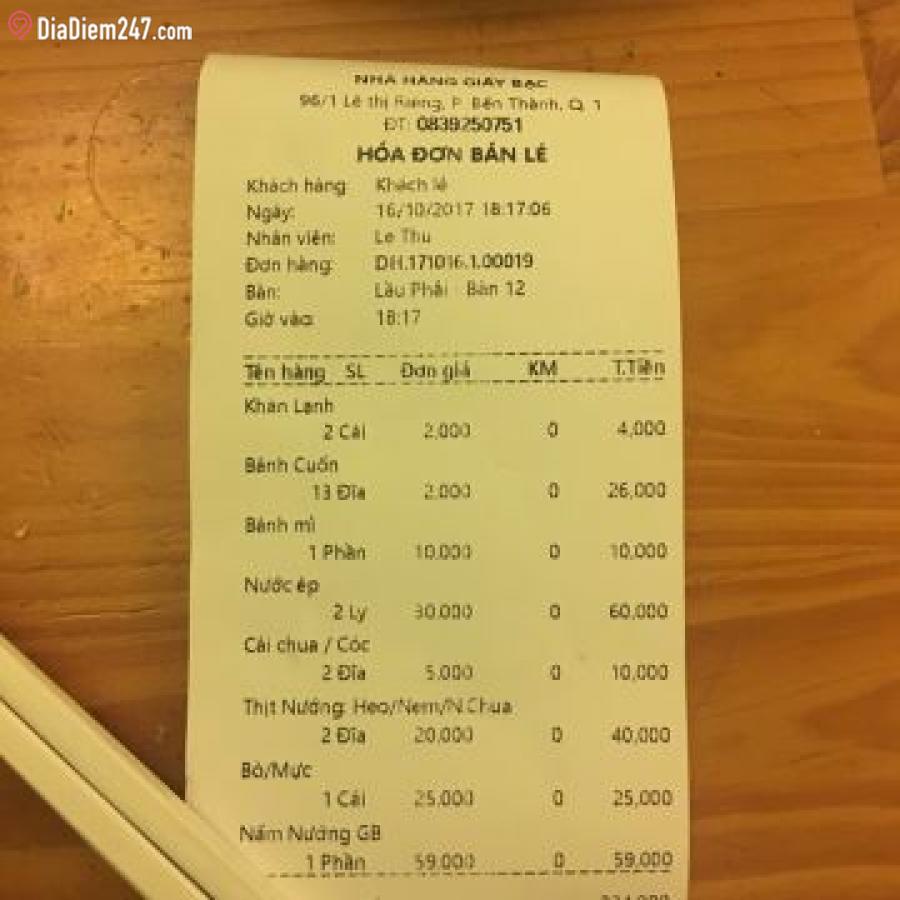 DiaDiem247.com
NHÀ HÀNG GIẤY BẠC
96/1 Lê thị Riêng, P. Bến Thành, Q. 1
ĐT: 0839250751
HÓA ĐƠN BÁN LẺ
Khách hàng: Khách lẻ
Ngày: 16/10/2017 18:17:06
Nhân viên: Le Thu
Đơn hàng: DH.171016.1.00019
Bàn: Lầu Phải - Bàn 12
Giờ vào: 18:17
Tên hàng SL Đơn giá KM T.Tiền
Khăn Lạnh
2 Cái 2,000 0 4,000
Bánh Cuốn
13 Đĩa 2,000 0 26,000
Bánh mì
1 Phần 10,000 0 10,000
Nước ép
2 Ly 30,000 0 60,000
Cải chua / Cóc
2 Đĩa 5,000 0 10,000
Thịt Nướng: Heo/Nem/N.Chua
2 Đĩa 20,000 0 40,000
Bò/Mực
1 Cái 25,000 0 25,000
Nấm Nướng GB
1 Phần 59,000 0 59,000